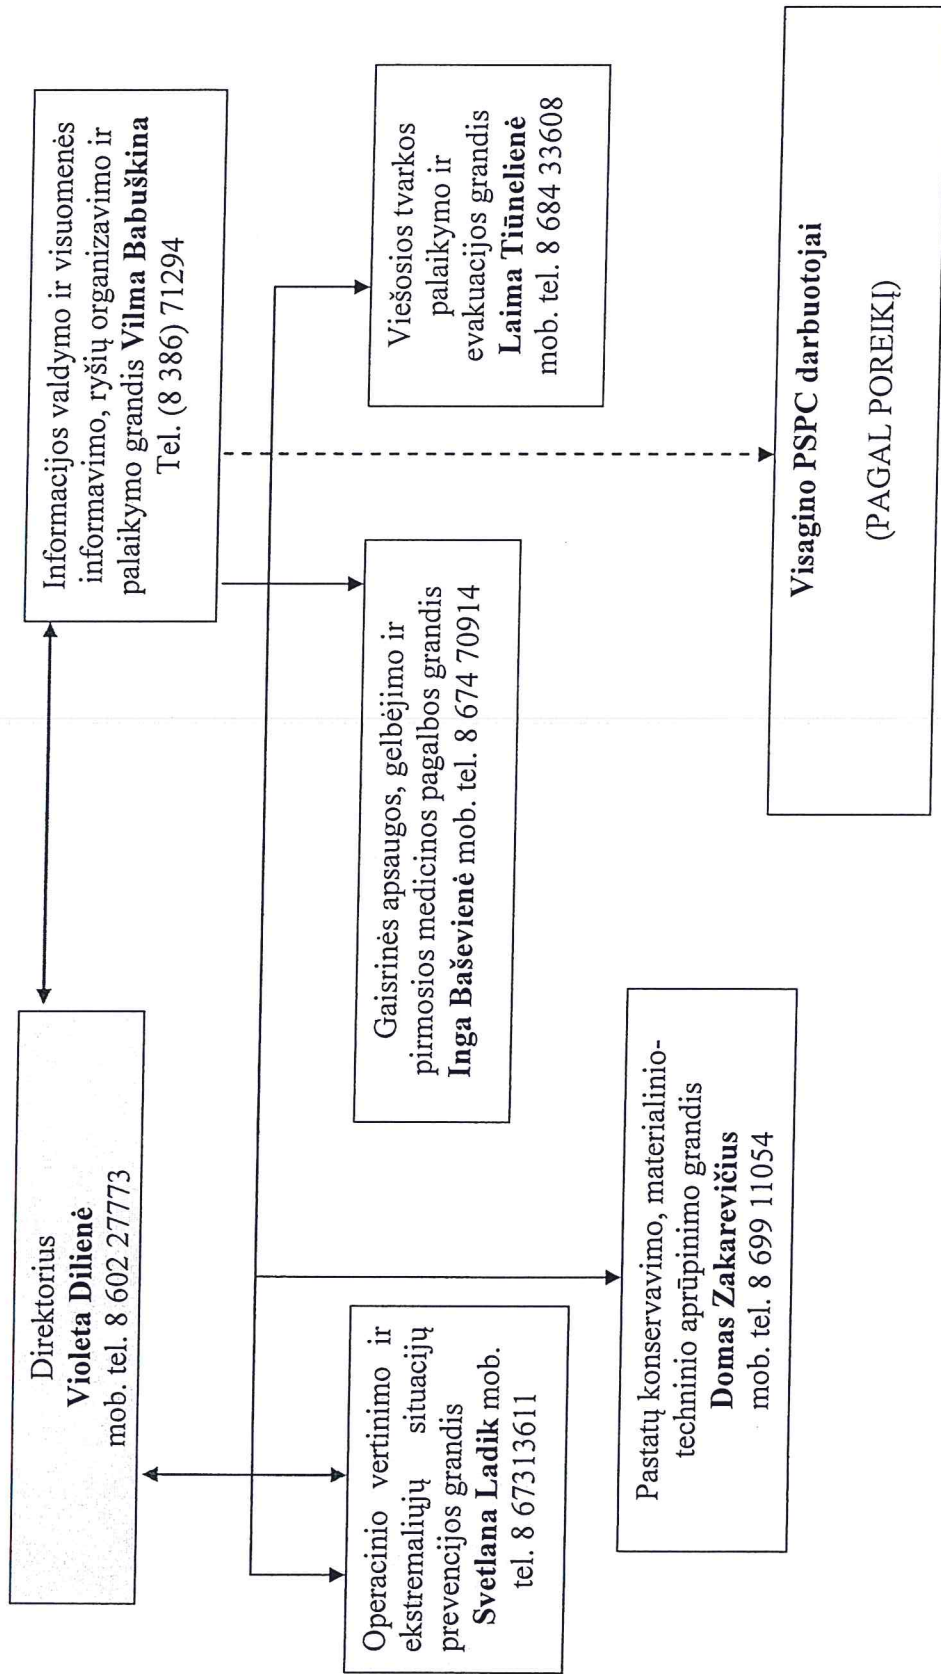 Direktorius
Violeta Dilienė
mob. tel. 8 602 27773
Informacijos valdymo ir visuomenės
informavimo, ryšių organizavimo ir
palaikymo grandis Vilma Babuškina
Tel. (8 386) 71294
Operacinio vertinimo ir
ekstremaliųjų situacijų
prevencijos grandis
Svetlana Ladik mob.
tel. 8 67313611
Gaisrinės apsaugos, gelbėjimo ir
pirmosios medicinos pagalbos grandis
Inga Baševienė mob. tel. 8 674 70914
Viešosios tvarkos
palaikymo ir
evakuacijos grandis
Laima Tiūnelienė
mob. tel. 8 684 33608
Pastatų konservavimo, materialinio-
techninio aprūpinimo grandis
Domas Zakarevičius
mob. tel. 8 699 11054
Visagino PSPC darbuotojai
(PAGAL POREIKĮ)